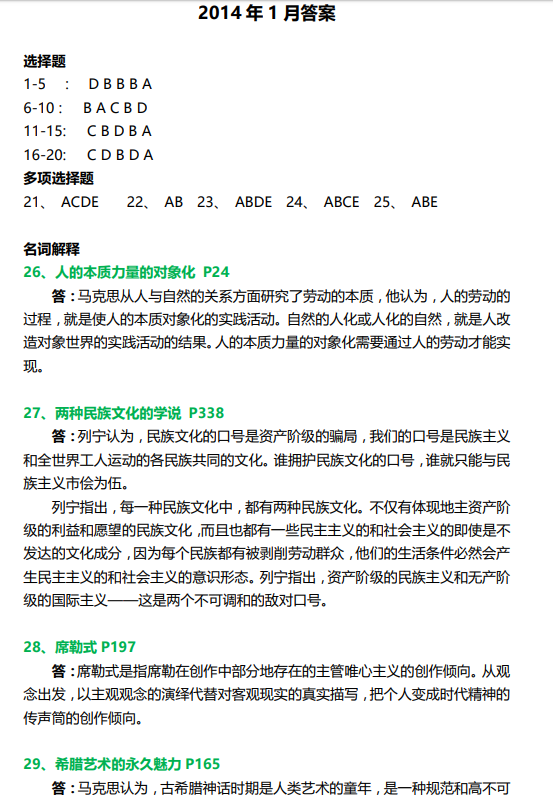 2014 年 1 月答案
选择题
1-5 : D B B B A
6-10 : B A C B D
11-15: C B D B A
16-20: C D B D A
多项选择题
21、 ACDE 22、 AB 23、 ABDE 24、 ABCE 25、 ABE
名词解释
26、人的本质力量的对象化 P24
答：马克思从人与自然的关系方面研究了劳动的本质，他认为，人的劳动的
过程，就是使人的本质对象化的实践活动。自然的人化或人化的自然，就是人改
造对象世界的实践活动的结果。人的本质力量的对象化需要通过人的劳动才能实
现。
27、两种民族文化的学说 P338
答：列宁认为，民族文化的口号是资产阶级的骗局，我们的口号是民族主义
和全世界工人运动的各民族共同的文化。谁拥护民族文化的口号，谁就只能与民
族主义市侩为伍。
列宁指出，每一种民族文化中，都有两种民族文化。不仅有体现地主资产阶
级的利益和愿望的民族文化，而且也都有一些民主主义的和社会主义的即使是不
发达的文化成分，因为每个民族都有被剥削劳动群众，他们的生活条件必然会产
生民主主义的和社会主义的意识形态。列宁指出，资产阶级的民族主义和无产阶
级的国际主义——这是两个不可调和的敌对口号。
28、席勒式 P197
答：席勒式是指席勒在创作中部分地存在的主管唯心主义的创作倾向。从观
念出发，以主观观念的演绎代替对客观现实的真实描写，把个人变成时代精神的
传声筒的创作倾向。
29、希腊艺术的永久魅力 P165
答：马克思认为，古希腊神话时期是人类艺术的童年，是一种规范和高不可